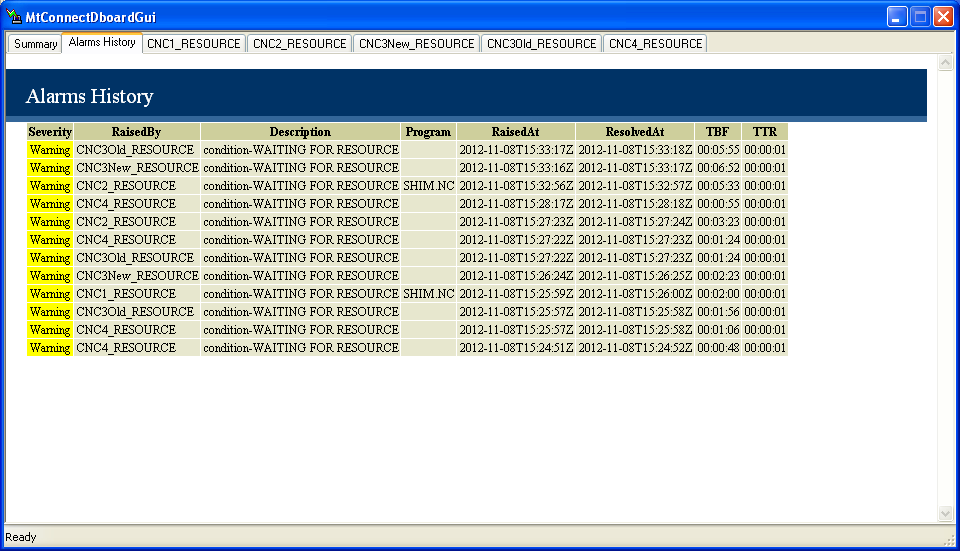 MtConnectDboardGui
Summary Alarms History CNC1_RESOURCE CNC2_RESOURCE CNC3New_RESOURCE CNC3Old_RESOURCE CNC4_RESOURCE
Alarms History
Severity RaisedBy Description Program RaisedAt ResolvedAt TBF TTR
Warning CNC3Old_RESOURCE condition-WAITING FOR RESOURCE 2012-11-08T15:33:17Z 2012-11-08T15:33:18Z 00:05:55 00:00:01
Warning CNC3New_RESOURCE condition-WAITING FOR RESOURCE 2012-11-08T15:33:16Z 2012-11-08T15:33:17Z 00:06:52 00:00:01
Warning CNC2_RESOURCE condition-WAITING FOR RESOURCE SHIM.NC 2012-11-08T15:32:56Z 2012-11-08T15:32:57Z 00:05:33 00:00:01
Warning CNC4_RESOURCE condition-WAITING FOR RESOURCE 2012-11-08T15:28:17Z 2012-11-08T15:28:18Z 00:00:55 00:00:01
Warning CNC2_RESOURCE condition-WAITING FOR RESOURCE 2012-11-08T15:27:23Z 2012-11-08T15:27:24Z 00:03:23 00:00:01
Warning CNC4_RESOURCE condition-WAITING FOR RESOURCE 2012-11-08T15:27:22Z 2012-11-08T15:27:23Z 00:01:24 00:00:01
Warning CNC3Old_RESOURCE condition-WAITING FOR RESOURCE 2012-11-08T15:27:22Z 2012-11-08T15:27:23Z 00:01:24 00:00:01
Warning CNC3New_RESOURCE condition-WAITING FOR RESOURCE 2012-11-08T15:26:24Z 2012-11-08T15:26:25Z 00:02:23 00:00:01
Warning CNC1_RESOURCE condition-WAITING FOR RESOURCE SHIM.NC 2012-11-08T15:25:59Z 2012-11-08T15:26:00Z 00:02:00 00:00:01
Warning CNC3Old_RESOURCE condition-WAITING FOR RESOURCE 2012-11-08T15:25:57Z 2012-11-08T15:25:58Z 00:01:56 00:00:01
Warning CNC4_RESOURCE condition-WAITING FOR RESOURCE 2012-11-08T15:25:57Z 2012-11-08T15:25:58Z 00:01:06 00:00:01
Warning CNC4_RESOURCE condition-WAITING FOR RESOURCE 2012-11-08T15:24:51Z 2012-11-08T15:24:52Z 00:00:48 00:00:01
Ready